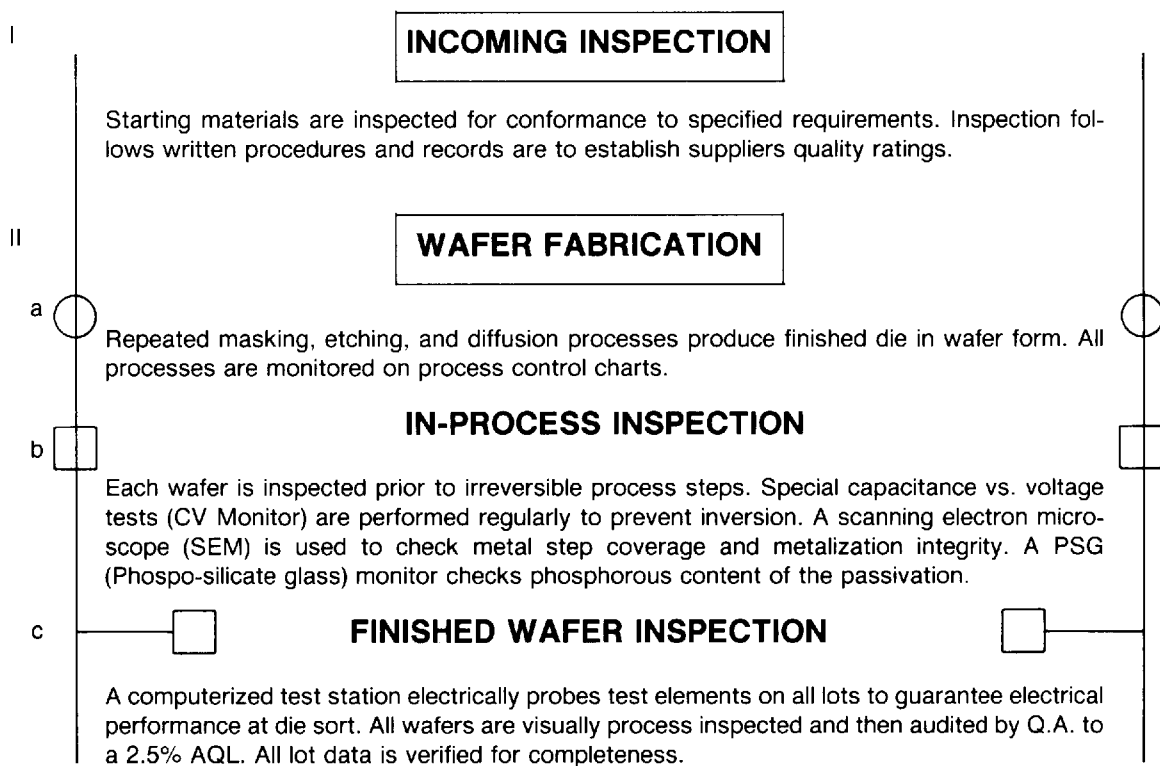 I
INCOMING INSPECTION
Starting materials are inspected for conformance to specified requirements. Inspection fol-
lows written procedures and records are to establish suppliers quality ratings.
II
WAFER FABRICATION
a
Repeated masking, etching, and diffusion processes produce finished die in wafer form. All
processes are monitored on process control charts.
IN-PROCESS INSPECTION
b
Each wafer is inspected prior to irreversible process steps. Special capacitance vs. voltage
tests (CV Monitor) are performed regularly to prevent inversion. A scanning electron micro-
scope (SEM) is used to check metal step coverage and metalization integrity. A PSG
(Phospo-silicate glass) monitor checks phosphorous content of the passivation.
c
FINISHED WAFER INSPECTION
A computerized test station electrically probes test elements on all lots to guarantee electrical
performance at die sort. All wafers are visually process inspected and then audited by Q.A. to
a 2.5% AQL. All lot data is verified for completeness.